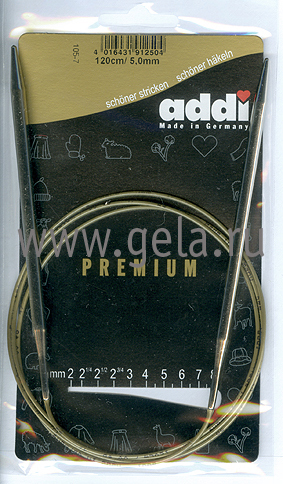 4 016431 912504
105-7
120cm/ 5,0mm
schöner stricken schöner häkeln
addi
Made in Germany
www.gela.ru
PREMIUM
mm 2 2 1/4 2 1/2 2 3/4 3 4 5 6 7 8